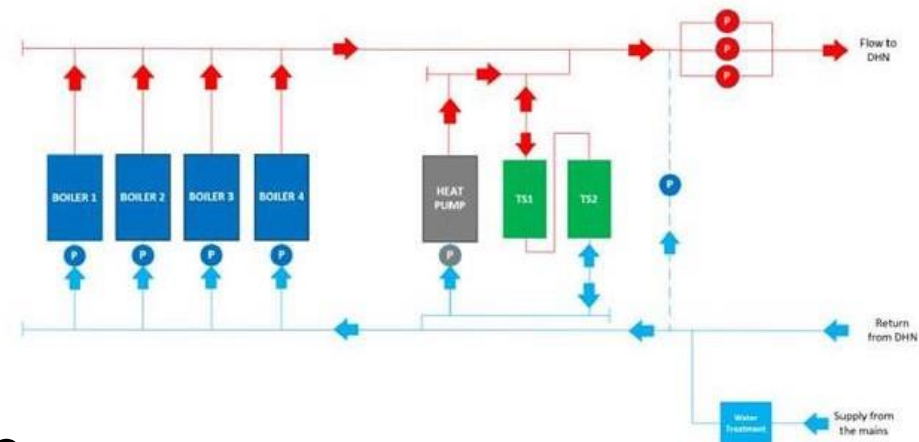 P
P
P
Flow to
DHN
BOILER 1
BOILER 2
BOILER 3
BOILER 4
HEAT
PUMP
TS1
TS2
P
P
P
P
P
P
Return
from DHN
Water
Treatment
Supply from
the mains